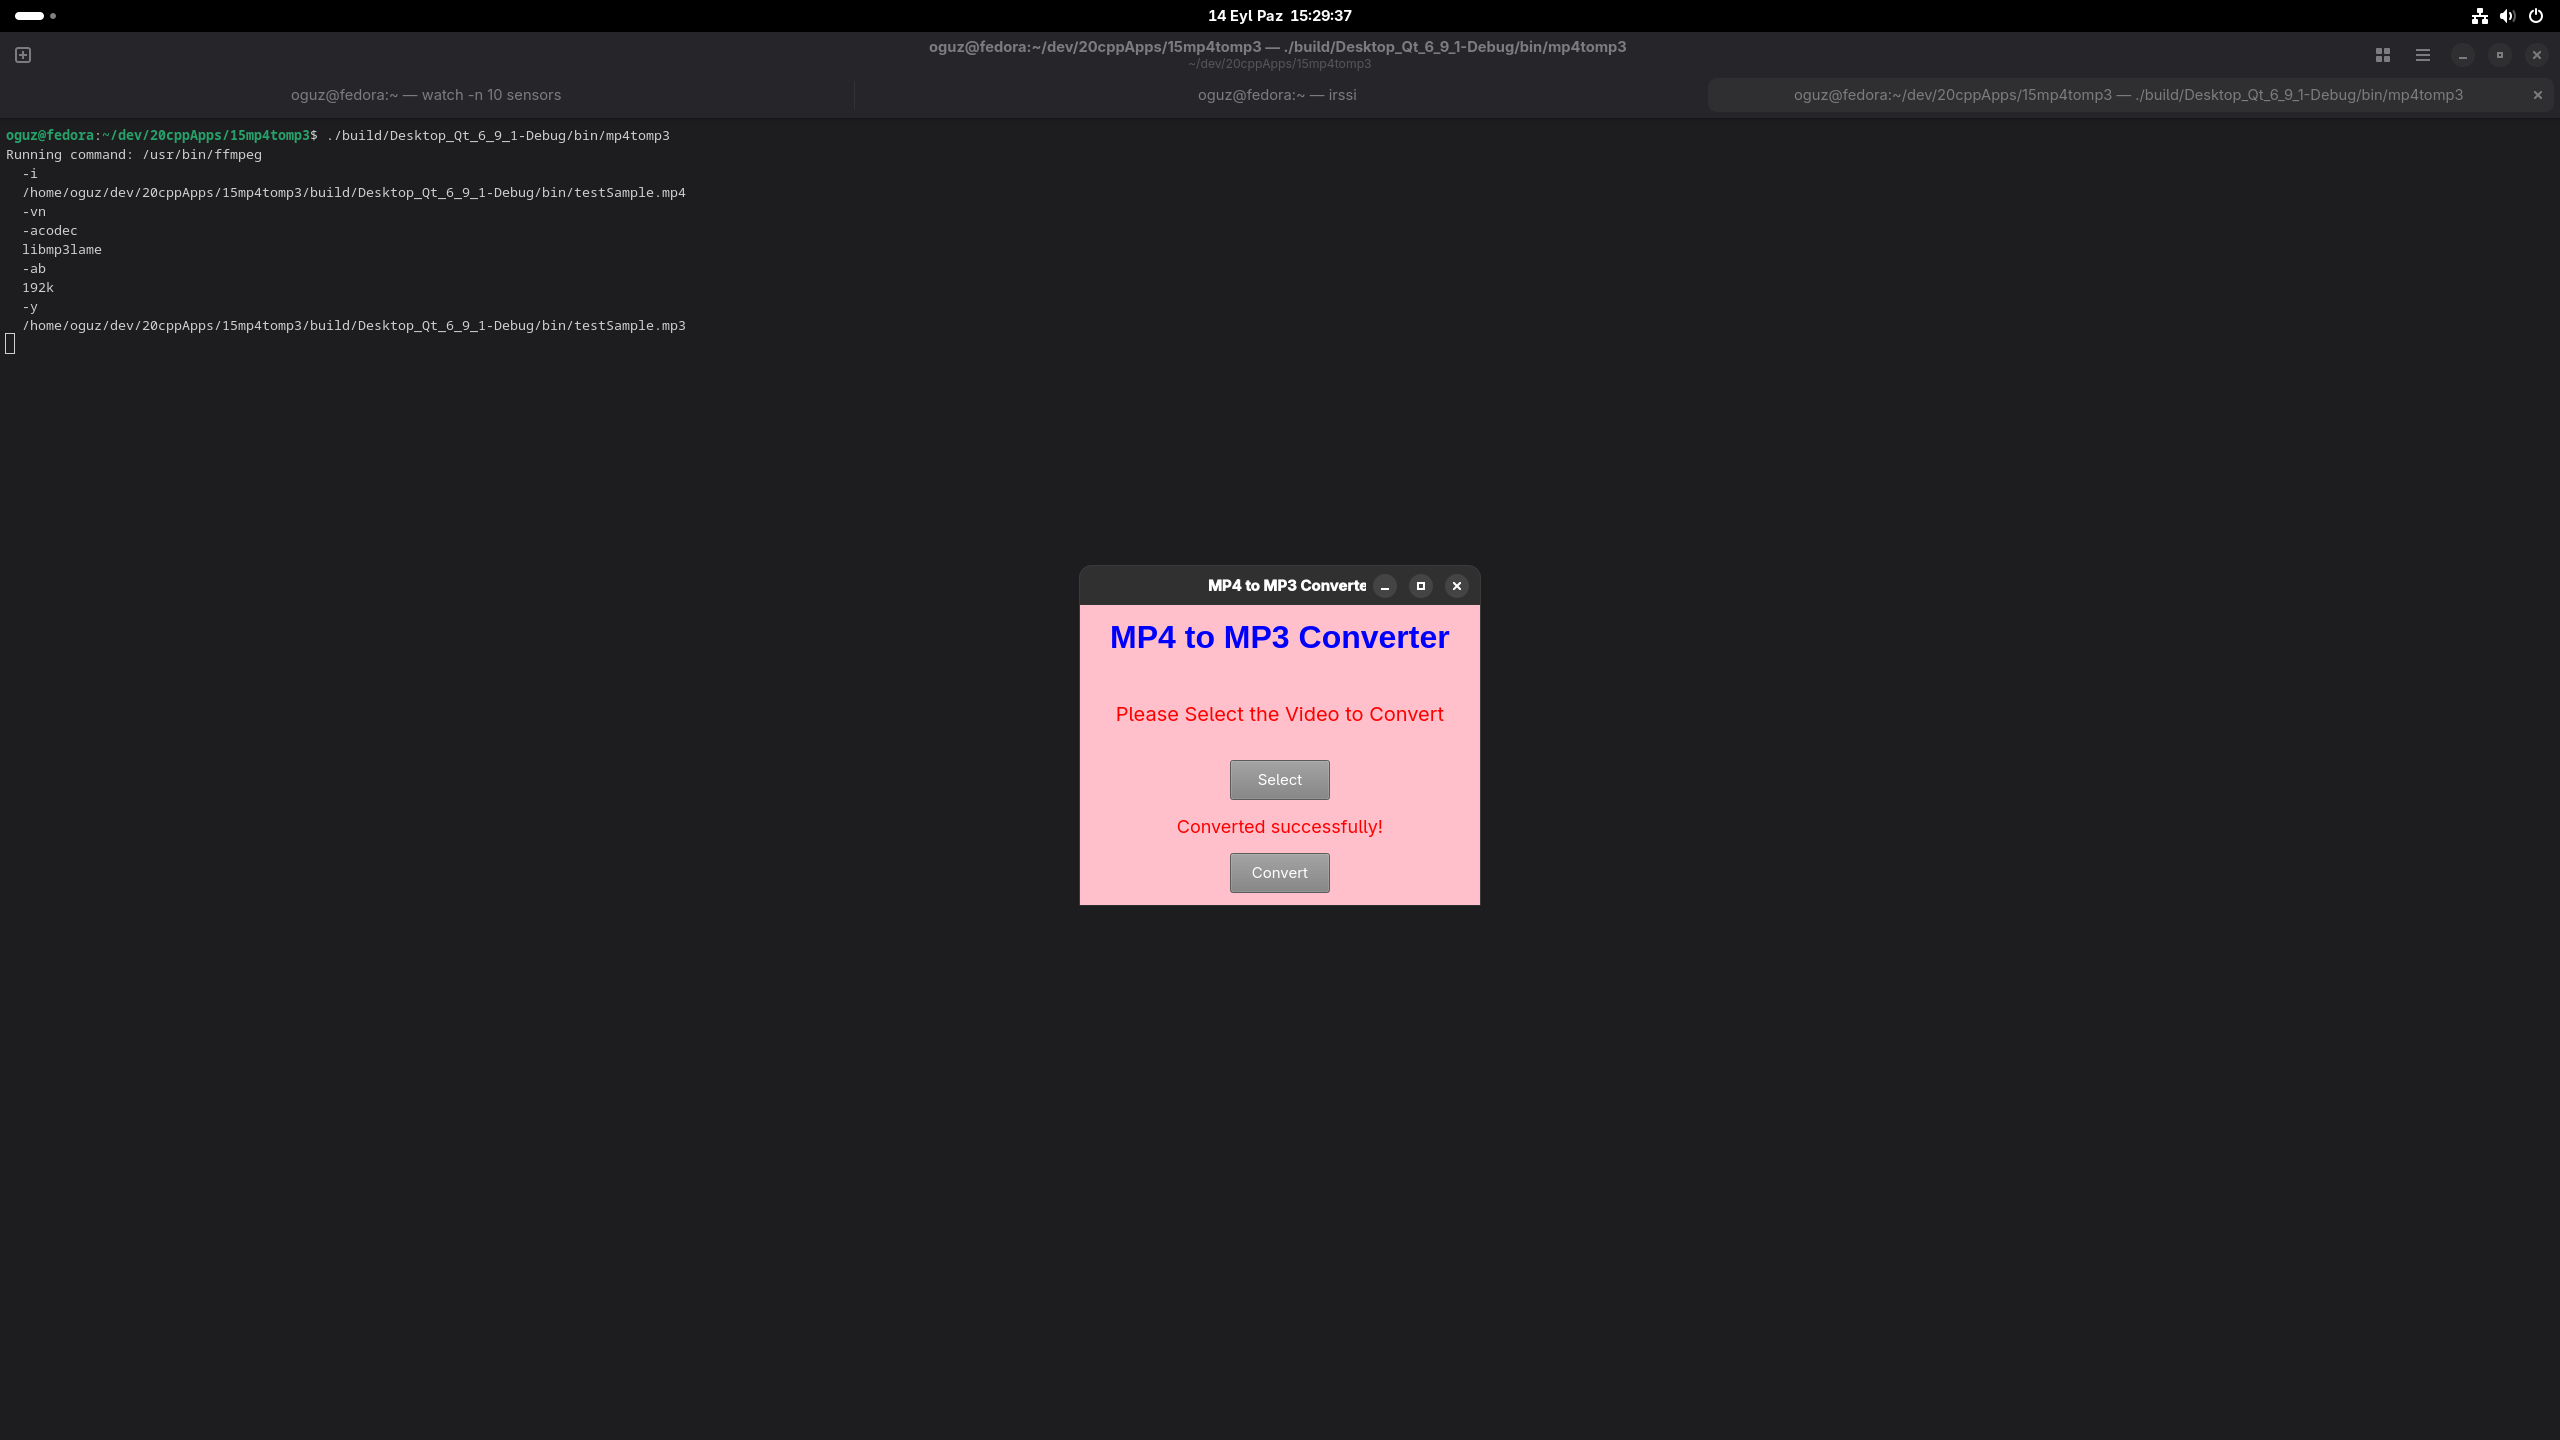 14 Eyl Paz  15:29:37
oguz@fedora:~/dev/20cppApps/15mp4tomp3 — ./build/Desktop_Qt_6_9_1-Debug/bin/mp4tomp3
~/dev/20cppApps/15mp4tomp3
oguz@fedora:~ — watch -n 10 sensors
oguz@fedora:~ — irssi
oguz@fedora:~/dev/20cppApps/15mp4tomp3 — ./build/Desktop_Qt_6_9_1-Debug/bin/mp4tomp3
oguz@fedora:~/dev/20cppApps/15mp4tomp3$ ./build/Desktop_Qt_6_9_1-Debug/bin/mp4tomp3
Running command: /usr/bin/ffmpeg
-i
/home/oguz/dev/20cppApps/15mp4tomp3/build/Desktop_Qt_6_9_1-Debug/bin/testSample.mp4
-vn
-acodec
libmp3lame
-ab
192k
-y
/home/oguz/dev/20cppApps/15mp4tomp3/build/Desktop_Qt_6_9_1-Debug/bin/testSample.mp3
MP4 to MP3 Converte
MP4 to MP3 Converter
Please Select the Video to Convert
Select
Converted successfully!
Convert